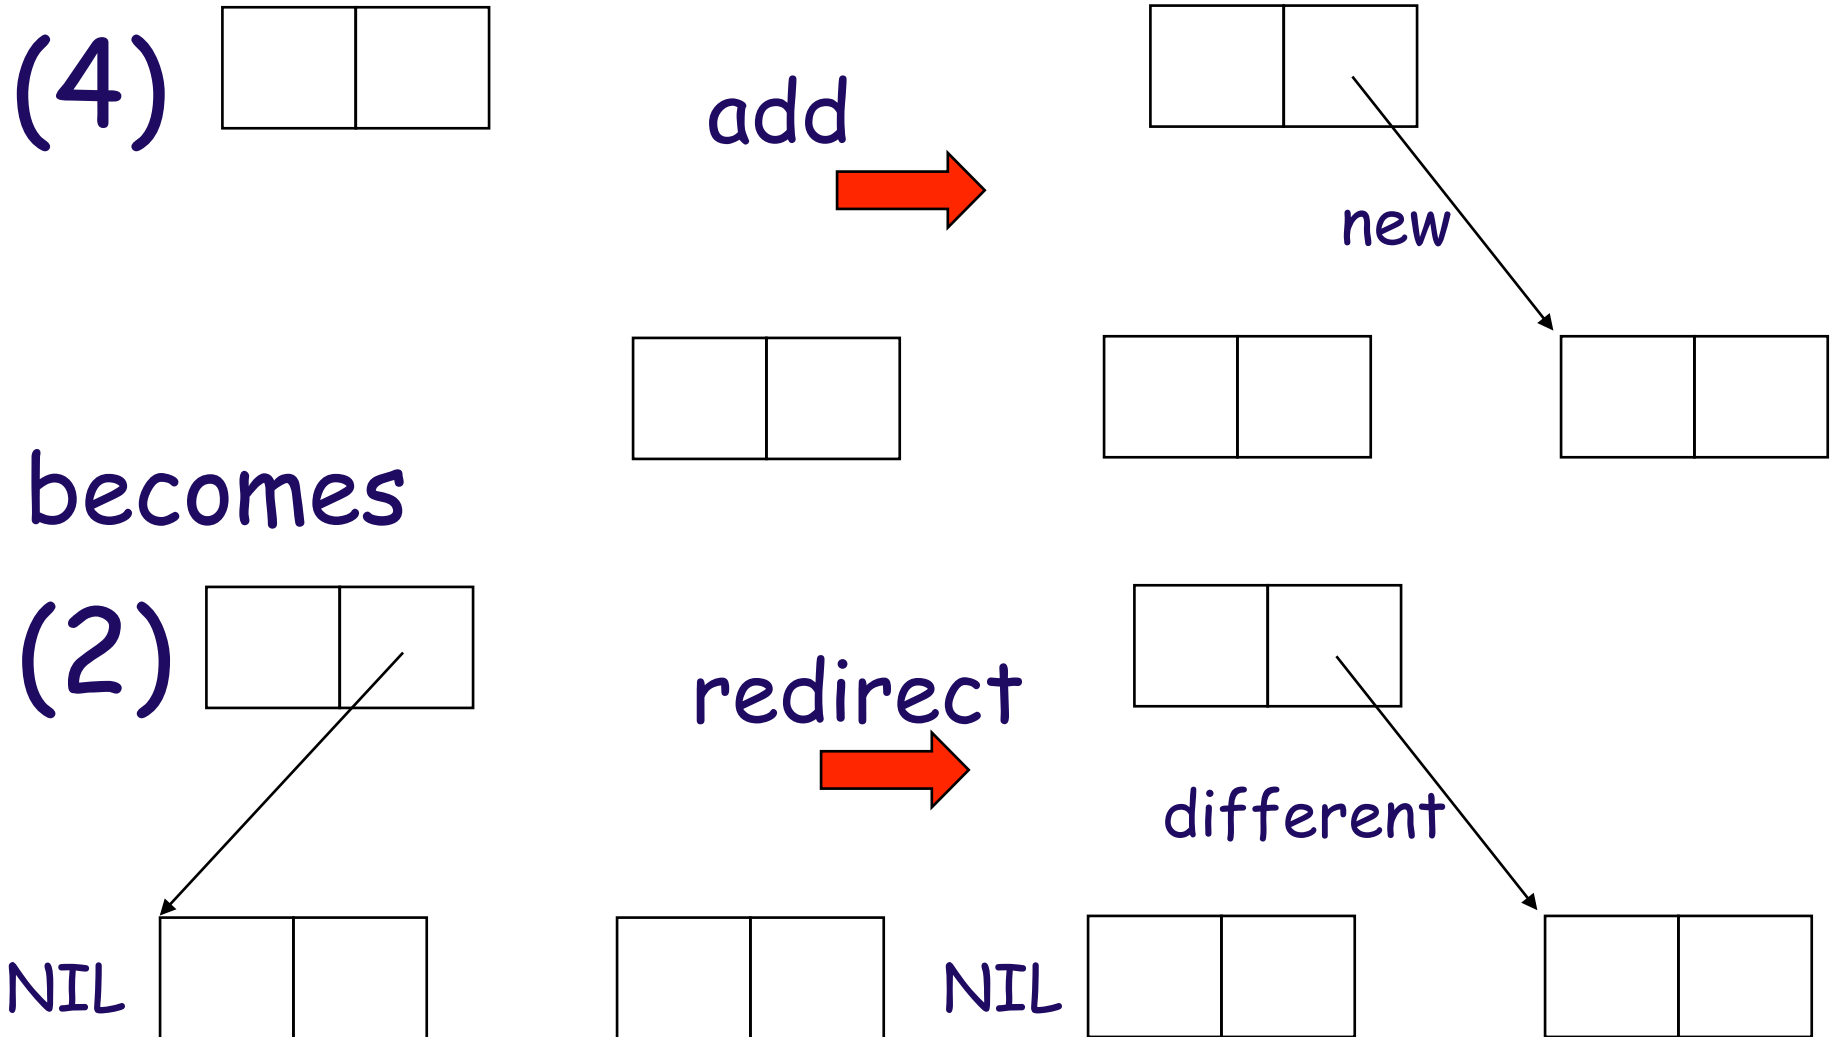 (4)
add
new
becomes
(2)
redirect
different
NIL
NIL